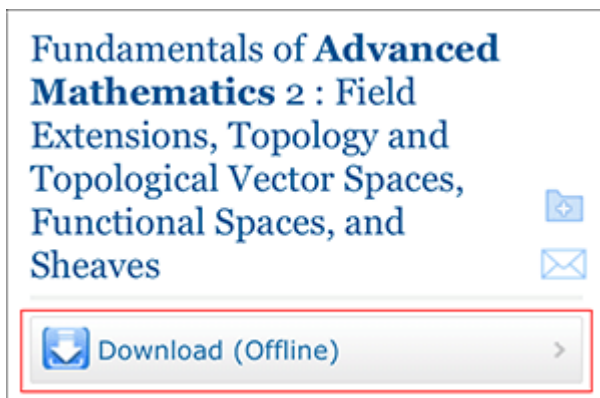 Fundamentals of Advanced
Mathematics 2 : Field
Extensions, Topology and
Topological Vector Spaces,
Functional Spaces, and
Sheaves
Download (Offline)